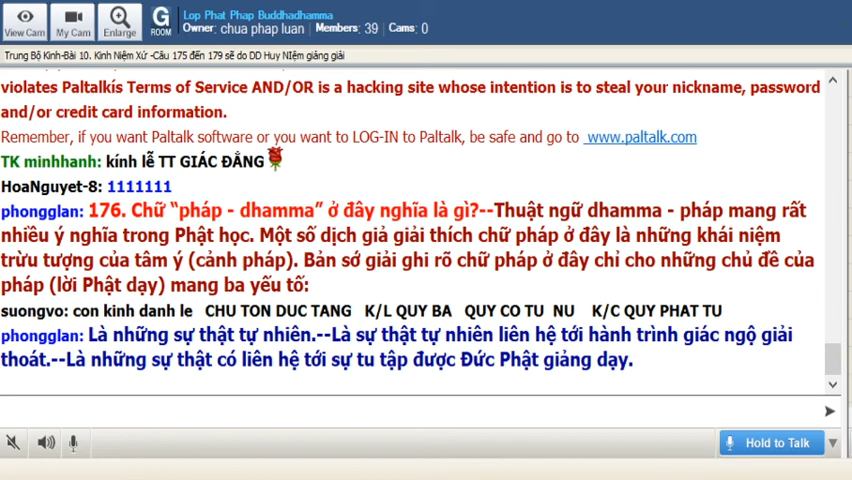 Lop Phat Phap Buddhadhamma
Owner: chua phap luan / Members: 39 / Cams: 0
View Cam
My Cam
Enlarge
G
ROOM
Trung Bộ Kinh-Bài 10. Kinh Niệm Xứ -Câu 175 đến 179 sẽ do DD Huy NIệm giảng giải
violates Paltalkís Terms of Service AND/OR is a hacking site whose intention is to steal your nickname, password
and/or credit card information.
Remember, if you want Paltalk software or you want to LOG-IN to Paltalk, be safe and go to www.paltalk.com
TK minhhanh: kính lễ TT GIÁC ĐẲNG
HoaNguyet-8: 1111111
phongglan: 176. Chữ “pháp - dhamma” ở đây nghĩa là gì?--Thuật ngữ dhamma - pháp mang rất
nhiều ý nghĩa trong Phật học. Một số dịch giả giải thích chữ pháp ở đây là những khái niệm
trừu tượng của tâm ý (cảnh pháp). Bản sớ giải ghi rõ chữ pháp ở đây chỉ cho những chủ đề của
pháp (lời Phật dạy) mang ba yếu tố:
suongvo: con kinh danh le CHU TON DUC TANG K/L QUY BA QUY CO TU NU K/C QUY PHAT TU
phongglan: Là những sự thật tự nhiên.--Là sự thật tự nhiên liên hệ tới hành trình giác ngộ giải
thoát.--Là những sự thật có liên hệ tới sự tu tập được Đức Phật giảng dạy.
Hold to Talk